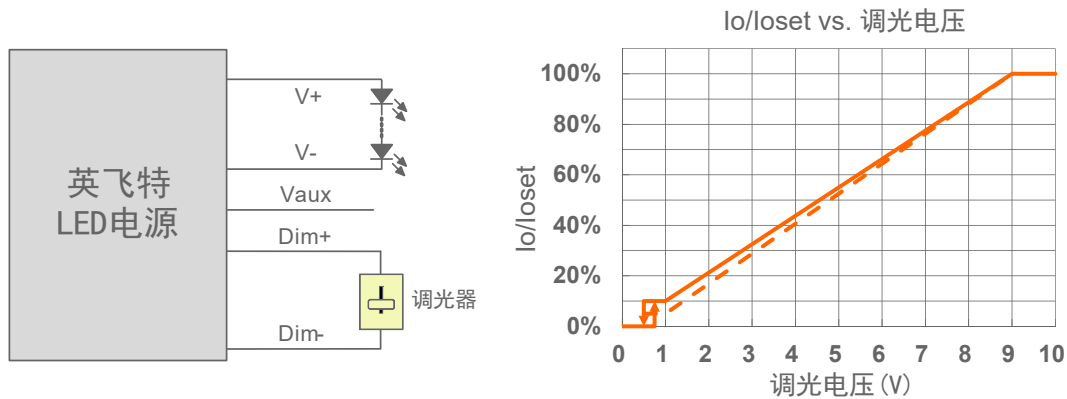 英飞特
LED电源
V+
V-
Vaux
Dim+
Dim-
调光器
Io/Ioset vs. 调光电压
Io/Ioset
100%
80%
60%
40%
20%
0%
0 1 2 3 4 5 6 7 8 9 10
调光电压(V)